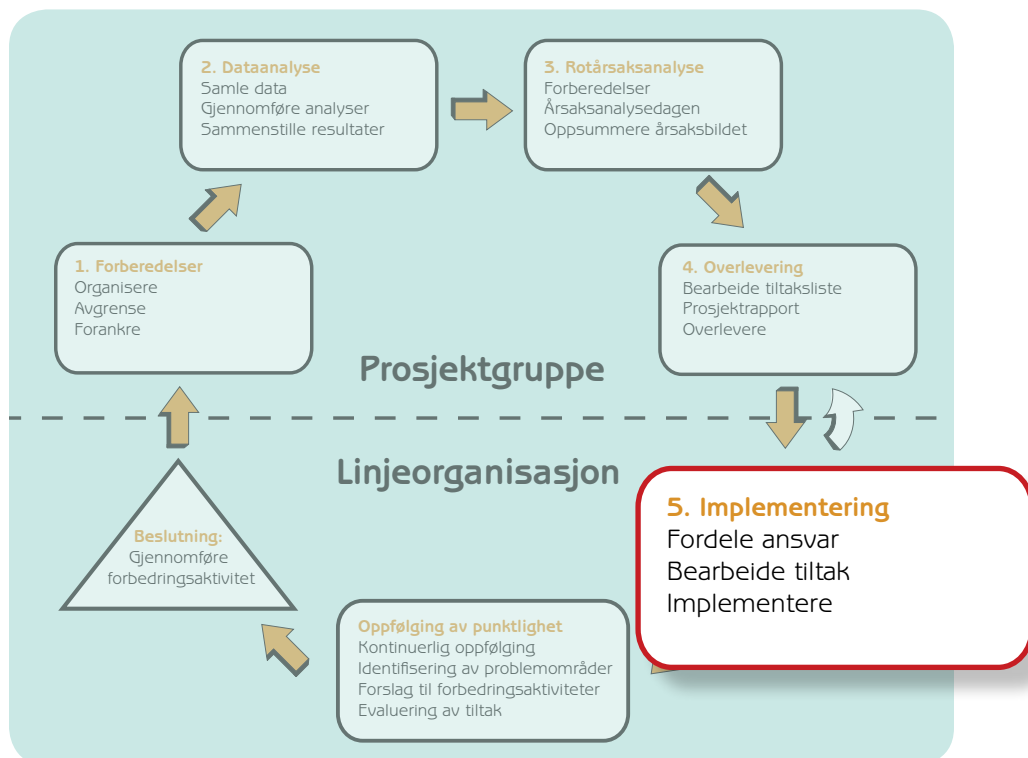 2. Dataanalyse
Samle data
Gjennomføre analyser
Sammenstille resultater
3. Rotårsaksanalyse
Forberedelser
Årsaksanalysedagen
Oppsummere årsaksbildet
1. Forberedelser
Organisere
Avgrense
Forankre
4. Overlevering
Bearbeide tiltaksliste
Prosjektrapport
Overlevere
Prosjektgruppe
Linjeorganisasjon
5. Implementering
Fordele ansvar
Bearbeide tiltak
Implementere
Beslutning:
Gjennomføre
forbedringsaktivitet
Oppfølging av punktlighet
Kontinuerlig oppfølging
Identifisering av problemområder
Forslag til forbedringsaktiviteter
Evaluering av tiltak